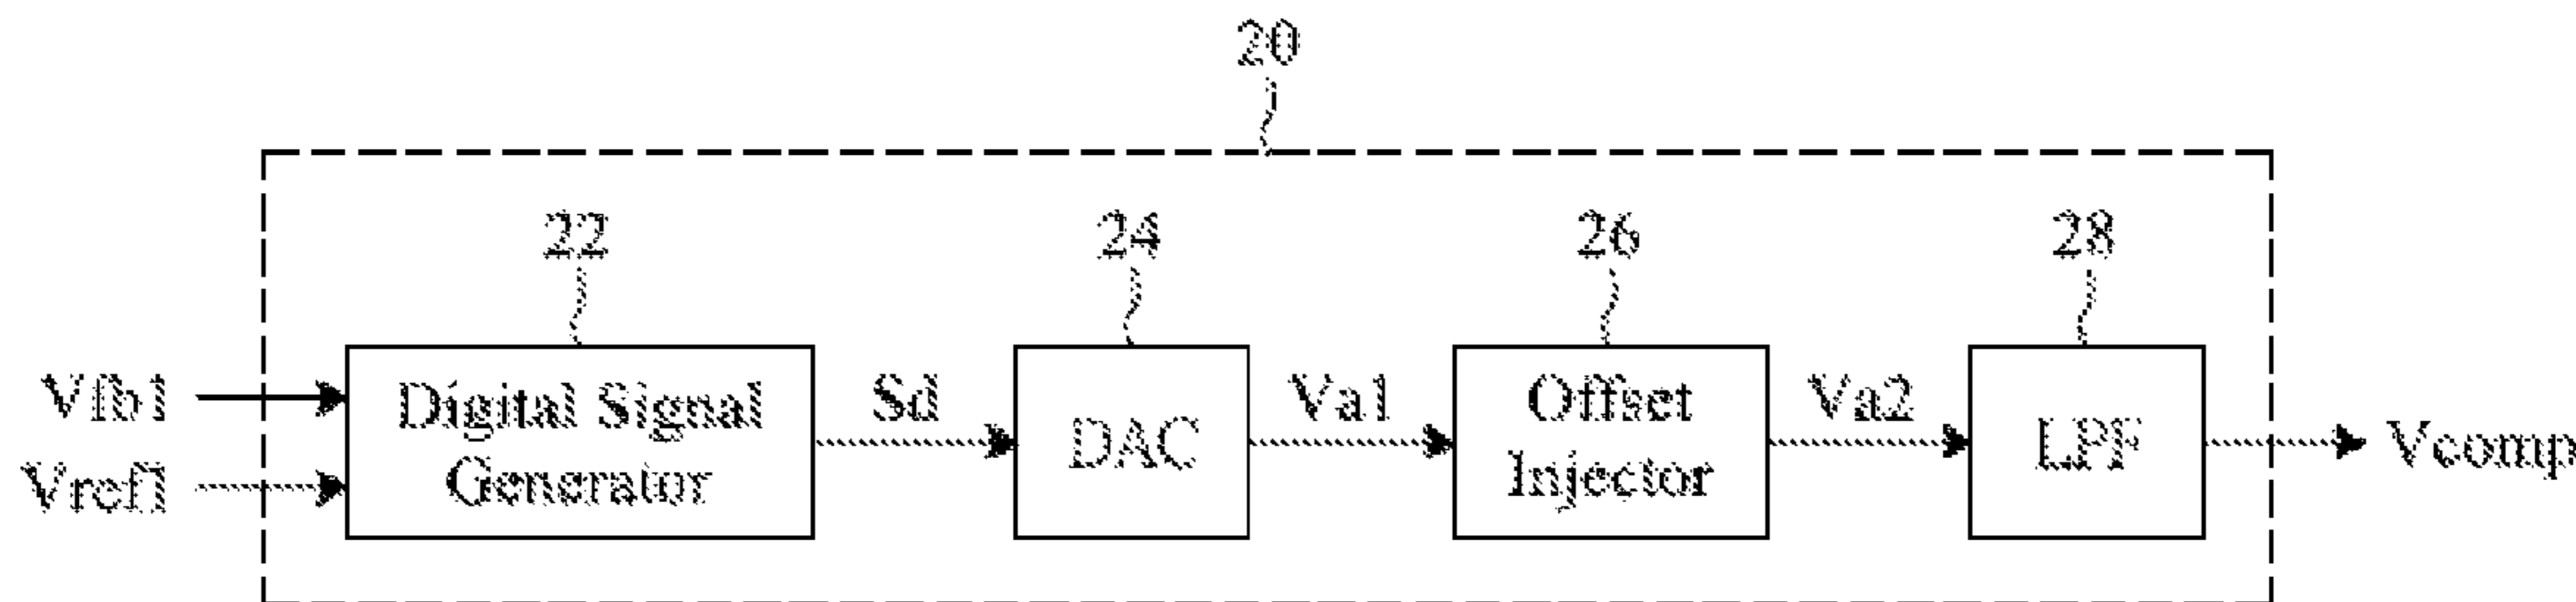 20
22
24
26
28
Vfb1
Vref1
Digital Signal
Generator
Sd
DAC
Va1
Offset
Injector
Va2
LPF
Vcomp